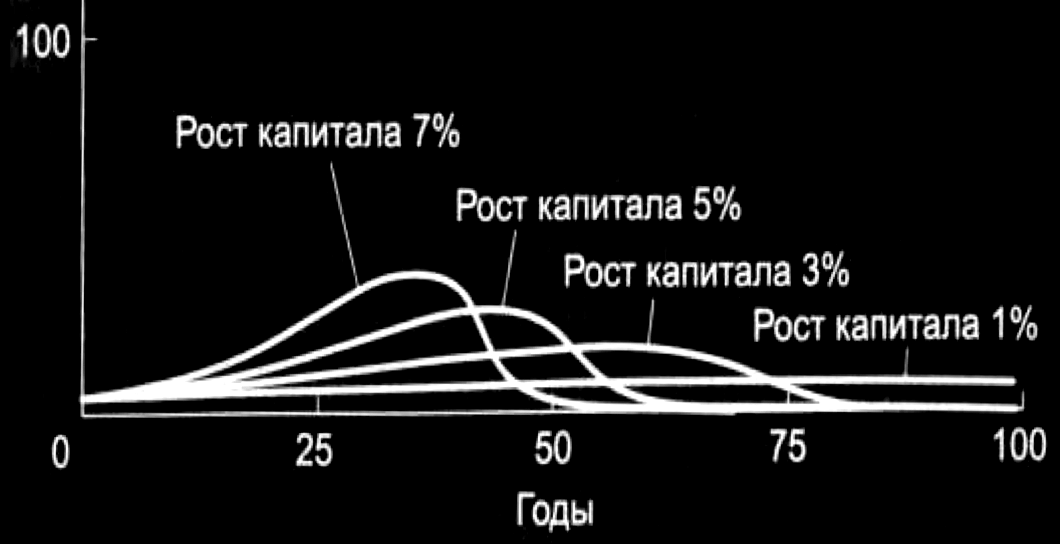 100
Рост капитала 7%
Рост капитала 5%
Рост капитала 3%
Рост капитала 1%
0 25 50 75 100
Годы